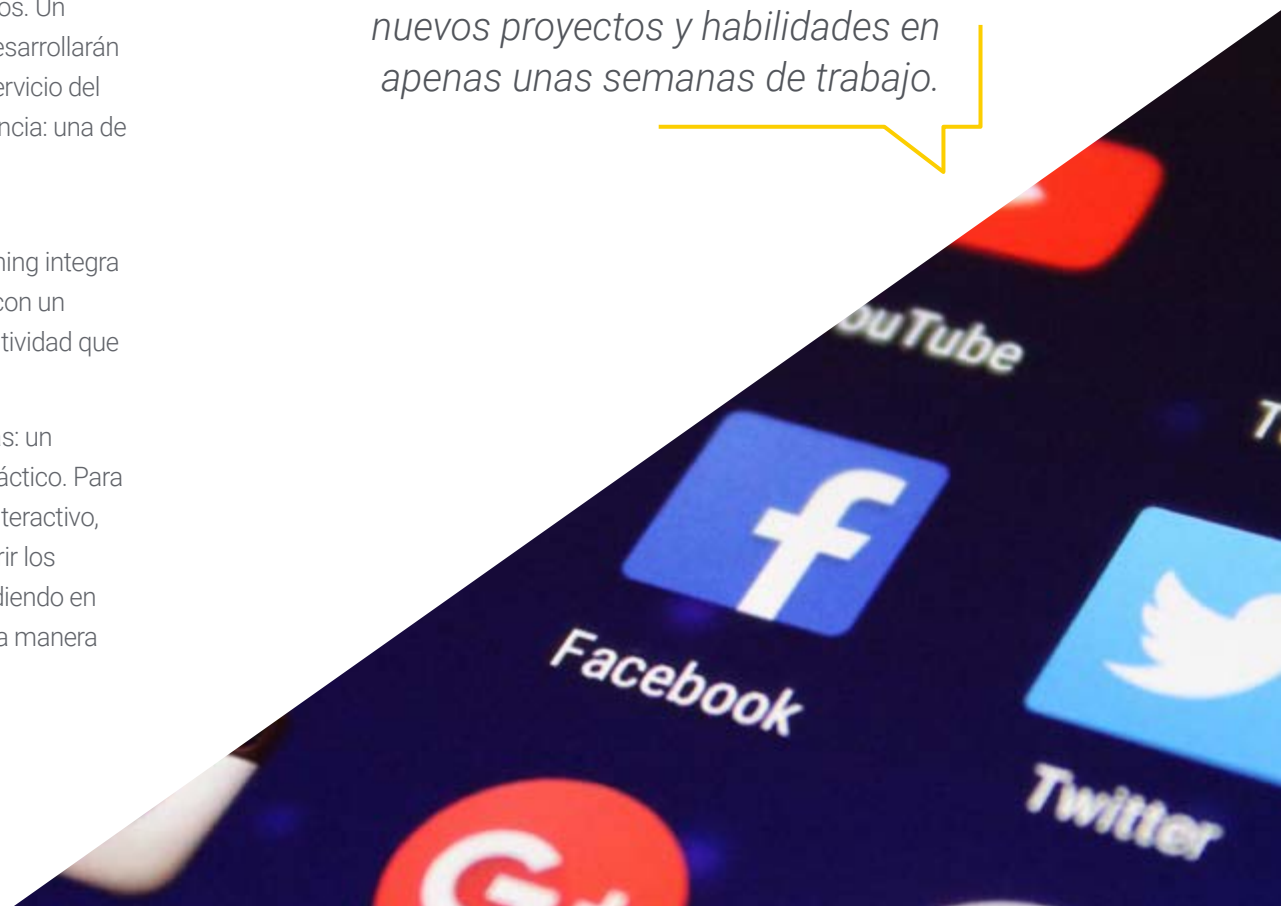 os. Un
esarrollarán
ervicio del
ncia: una de
ning integra
con un
tividad que
s: un
áctico. Para
nteractivo,
rir los
diendo en
a manera
nuevos proyectos y habilidades en
apenas unas semanas de trabajo.
ouTube
Facebook
Twitter
G+